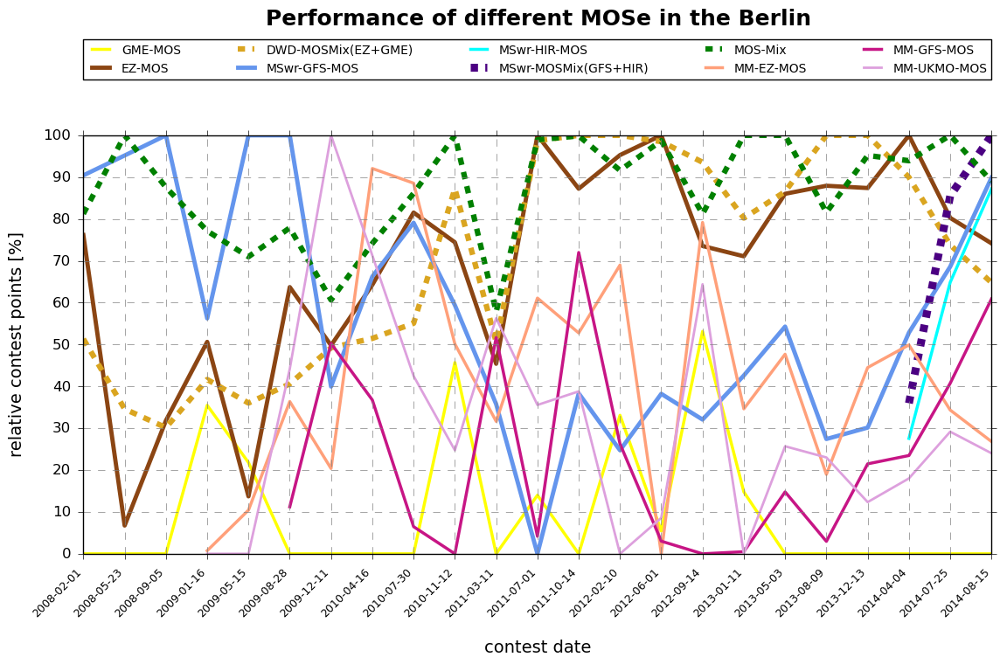 Performance of different MOSe in the Berlin
GME-MOS DWD-MOSMix(EZ+GME) MSwr-HIR-MOS MOS-Mix MM-GFS-MOS
EZ-MOS MSwr-GFS-MOS MSwr-MOSMix(GFS+HIR) MM-EZ-MOS MM-UKMO-MOS
100
90
80
70
60
50
40
30
20
10
0
relative contest points [%]
2008-02-01 2008-05-23 2008-09-05 2009-01-16 2009-05-15 2009-08-28 2009-12-11 2010-04-16 2010-07-30 2010-11-12 2011-03-11 2011-07-01 2011-10-14 2012-02-10 2012-06-01 2012-09-14 2013-01-11 2013-05-03 2013-08-09 2013-12-13 2014-04-04 2014-07-25 2014-08-15
contest date